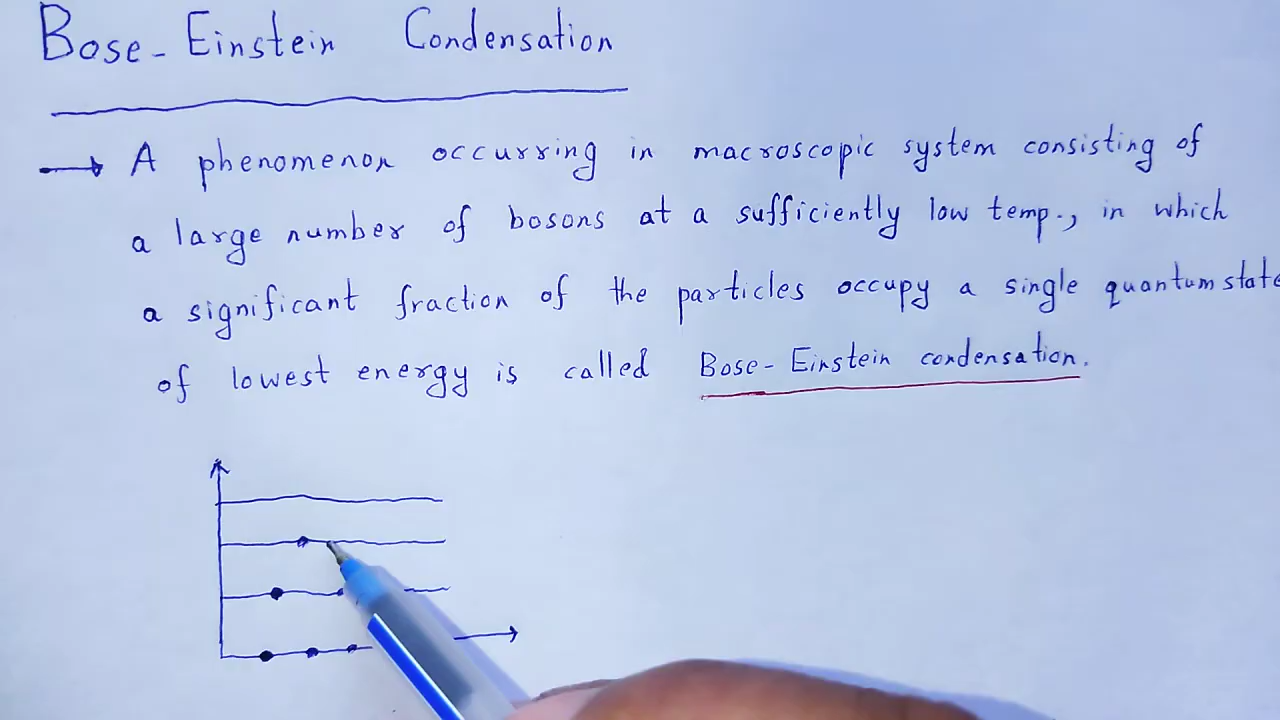 Bose-Einstein Condensation
→ A phenomenon occurring in macroscopic system consisting of
a large number of bosons at a sufficiently low temp., in which
a significant fraction of the particles occupy a single quantum state
of lowest energy is called Bose-Einstein condensation.